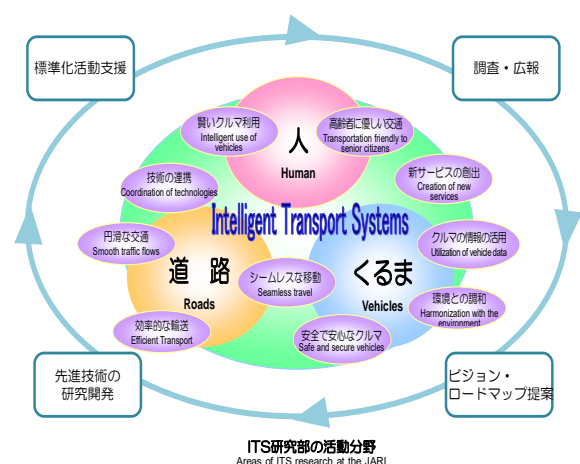 標準化活動支援
調査・広報
賢いクルマ利用
Intelligent use of
vehicles
人
Human
高齢者に優しい交通
Transportation friendly to
senior citizens
技術の連携
Coordination of technologies
新サービスの創出
Creation of new
services
Intelligent Transport Systems
円滑な交通
Smooth traffic flows
クルマの情報の活用
Utilization of vehicle data
道 路
Roads
シームレスな移動
Seamless travel
くるま
Vehicles
環境との調和
Harmonization with the
environment
効率的な輸送
Efficient Transport
安全で安心なクルマ
Safe and secure vehicles
先進技術の
研究開発
ビジョン・
ロードマップ提案
ITS研究部の活動分野
Areas of ITS research at the JARI